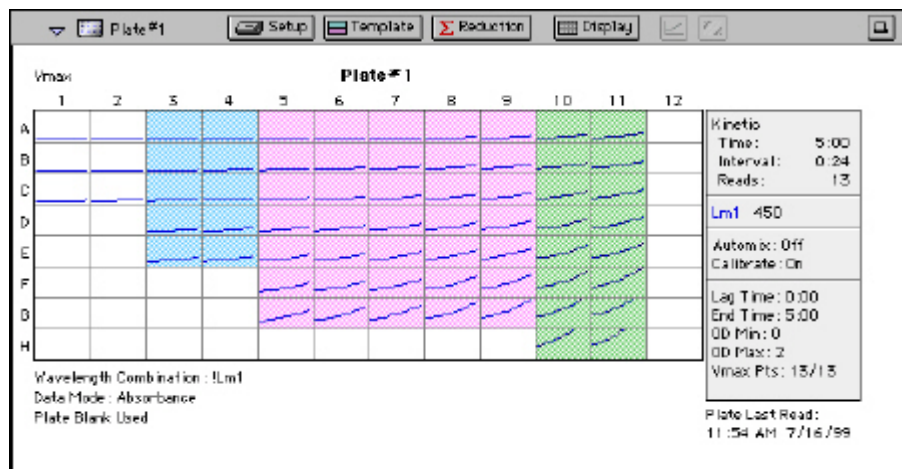 Plate#1 Setup Template Reduction Display
Vmax Plate#1
1 2 3 4 5 6 7 8 9 10 11 12
A
B
C
D
E
F
G
H
Kinetic
Time: 5:00
Interval: 0:24
Reads: 13
Lm1 450
Automix: Off
Calibrate: On
Lag Time: 0:00
End Time: 5:00
OD Min: 0
OD Max: 2
Vmax Pts: 13/13
Wavelength Combination: !Lm1
Data Mode: Absorbance
Plate Blank Used
Plate Last Read:
11:54 AM 7/16/99